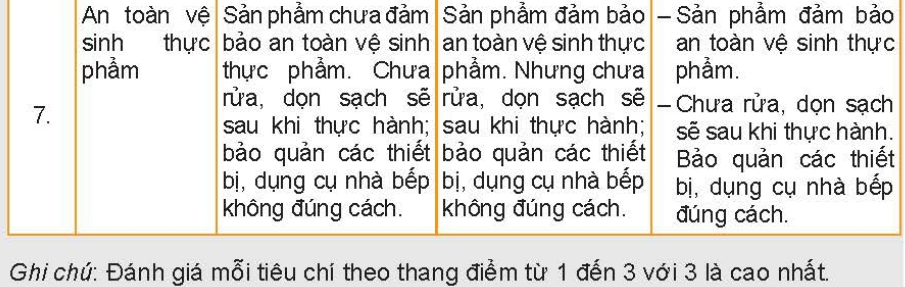 7.
An toàn vệ
sinh thực
phẩm
Sản phẩm chưa đảm
bảo an toàn vệ sinh
thực phẩm. Chưa
rửa, dọn sạch sẽ
sau khi thực hành;
bảo quản các thiết
bị, dụng cụ nhà bếp
không đúng cách.
Sản phẩm đảm bảo
an toàn vệ sinh thực
phẩm. Nhưng chưa
rửa, dọn sạch sẽ
sau khi thực hành;
bảo quản các thiết
bị, dụng cụ nhà bếp
không đúng cách.
– Sản phẩm đảm bảo
an toàn vệ sinh thực
phẩm.
– Chưa rửa, dọn sạch
sẽ sau khi thực hành.
Bảo quản các thiết
bị, dụng cụ nhà bếp
đúng cách.
Ghi chú: Đánh giá mỗi tiêu chí theo thang điểm từ 1 đến 3 với 3 là cao nhất.